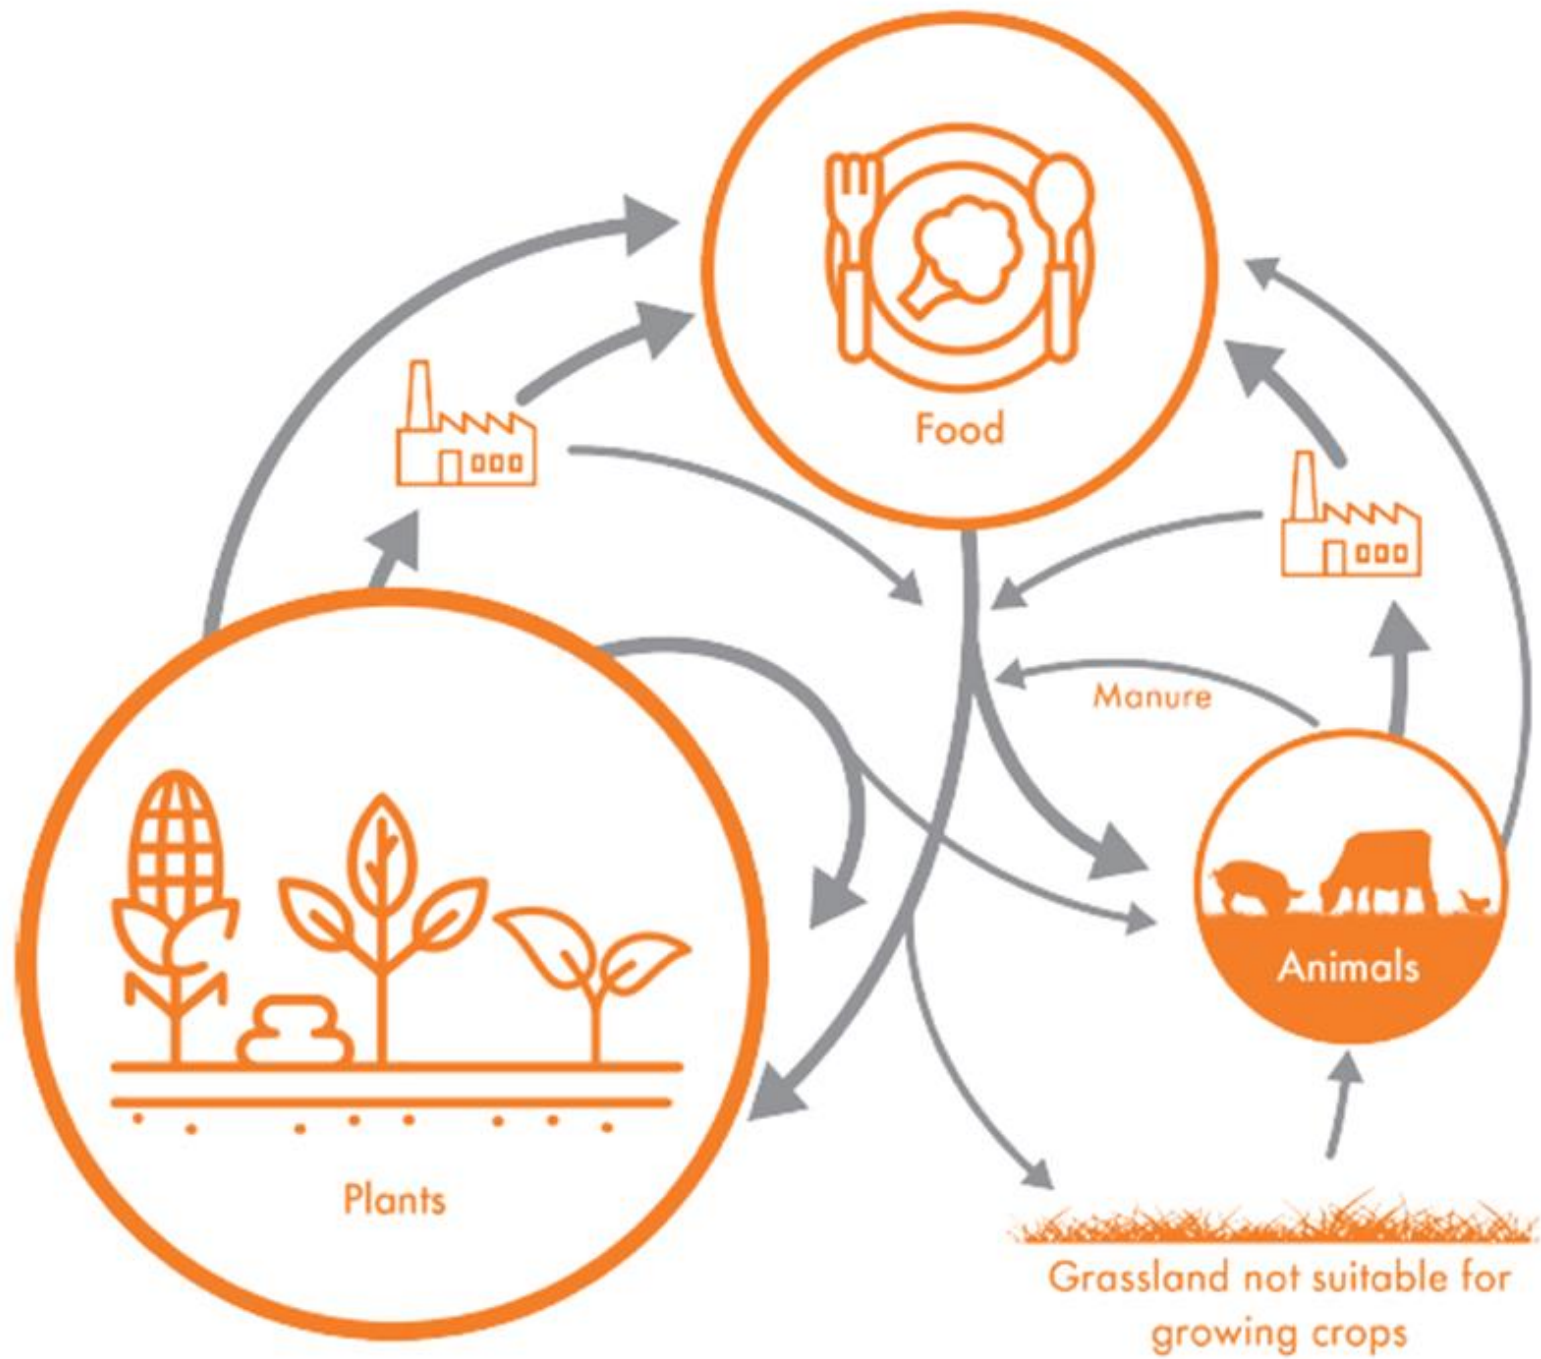 Food
Manure
Animals
Plants
Grassland not suitable for
growing crops